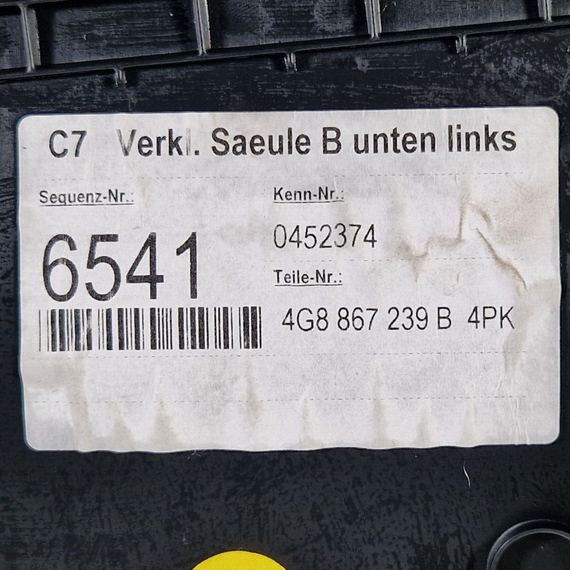 C7 Verkl. Saeule B unten links
Sequenz-Nr.:
Kenn-Nr.:
6541
0452374
Teile-Nr.:
4G8 867 239 B 4PK